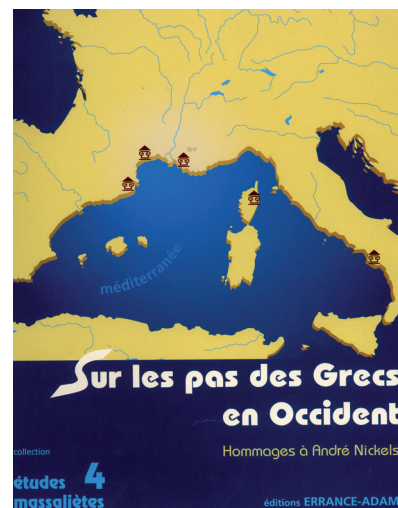 méditerranée
Sur les pas des Grecs
en Occident
Hommages à André Nickels
collection
études 4
massaliètes
éditions ERRANCE-ADAM